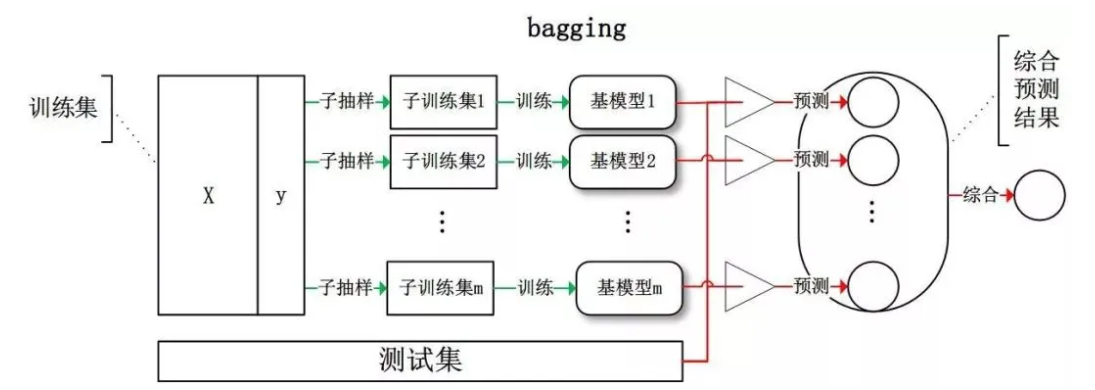 bagging
训练集
X
y
子抽样
子训练集1
训练
基模型1
预测
子抽样
子训练集2
训练
基模型2
预测
子抽样
子训练集m
训练
基模型m
预测
综合
预测
结果
综合
测试集